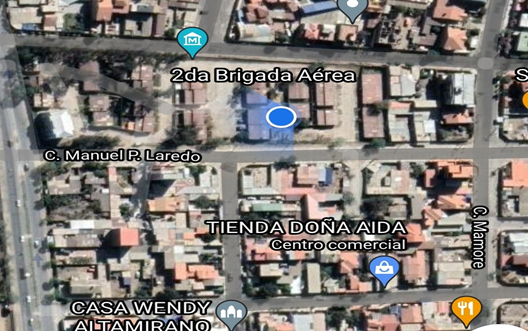 2da Brigada Aérea
S
C. Manuel P. Laredo
TIENDA DOÑA AIDA
Centro comercial
C. Mamore
CASA WENDY
ALTAMIRANO